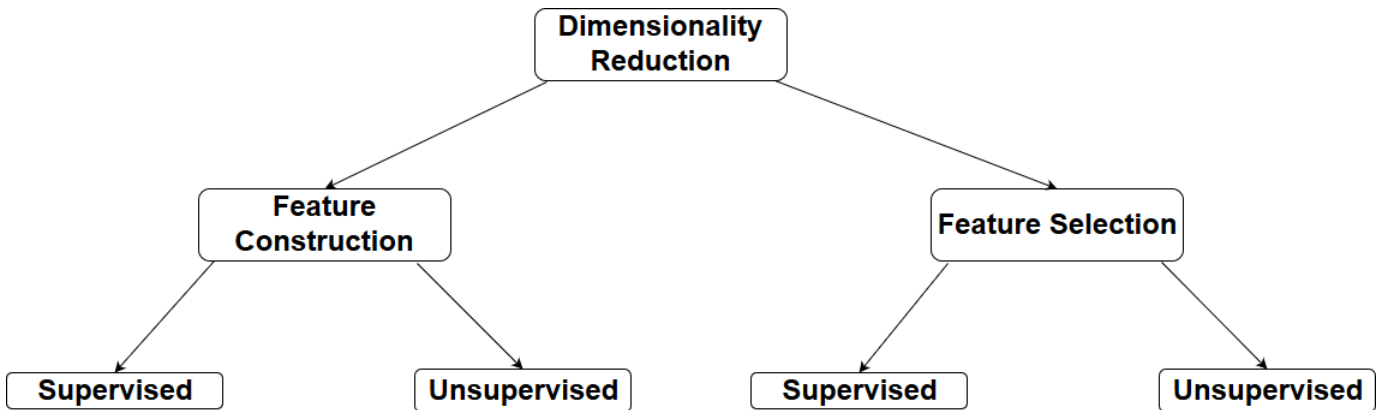 Dimensionality
Reduction
Feature
Construction
Feature Selection
Supervised
Unsupervised
Supervised
Unsupervised